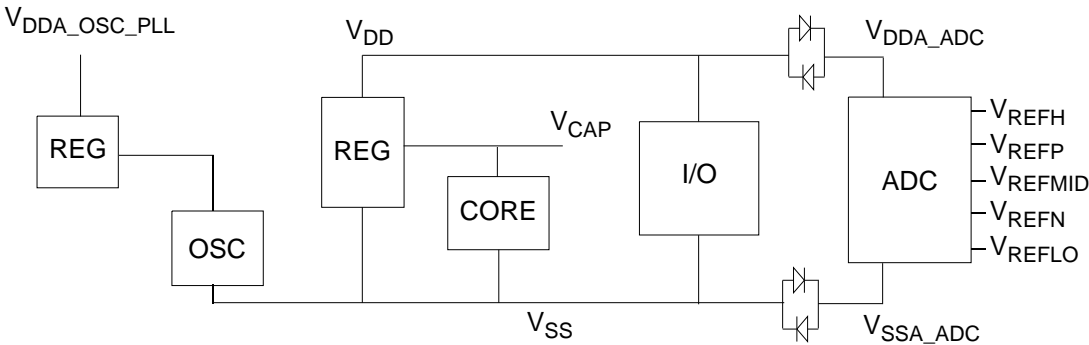 VDDA_OSC_PLL
VDD
VDDA_ADC
REG
REG
VCAP
I/O
ADC
VREFH
VREFP
VREFMID
VREFN
VREFLO
CORE
OSC
VSS
VSSA_ADC